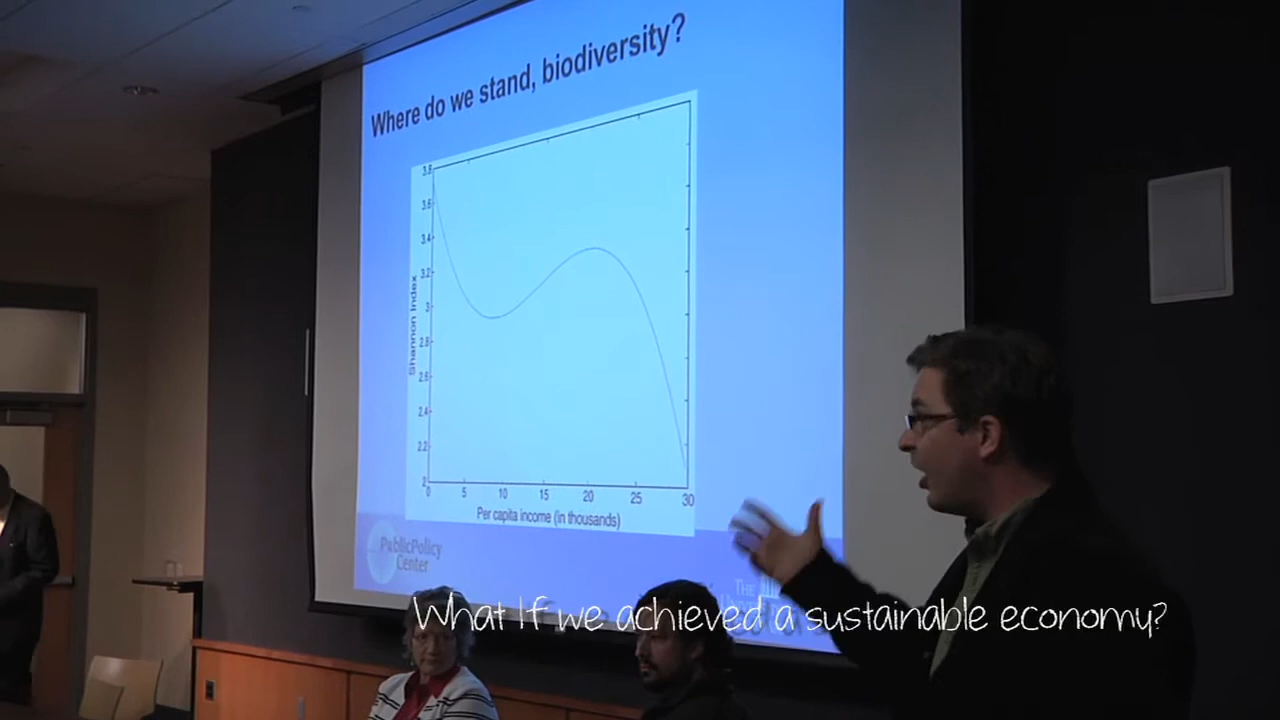 Where do we stand, biodiversity?
3.8
3.6
3.4
3.2
3
2.8
2.6
2.4
2.2
2
Shannon Index
0 5 10 15 20 25 30
Per capita income (in thousands)
PublicPolicy
Center
THE
What If we achieved a sustainable economy?